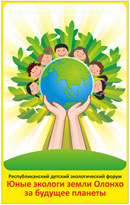 Республиканский детский экологический форум
Юные экологи земли Олонхо
за будущее планеты